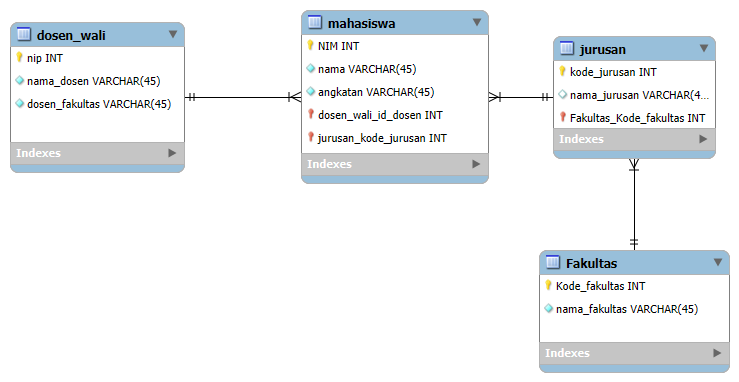 dosen_wali
nip INT
nama_dosen VARCHAR(45)
dosen_fakultas VARCHAR(45)
Indexes
mahasiswa
NIM INT
nama VARCHAR(45)
angkatan VARCHAR(45)
dosen_wali_id_dosen INT
jurusan_kode_jurusan INT
Indexes
jurusan
kode_jurusan INT
nama_jurusan VARCHAR(4...
Fakultas_Kode_fakultas INT
Indexes
Fakultas
Kode_fakultas INT
nama_fakultas VARCHAR(45)
Indexes